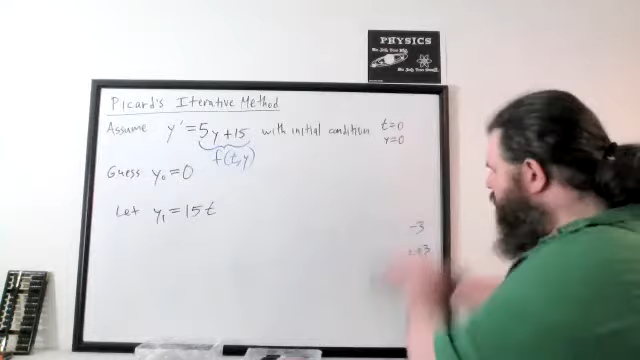 PHYSICS
Picard's Iterative Method
Assume y' = 5y + 15 with initial condition t=0
y=0
f(t,y)
Guess y₀ = 0
Let y₁ = 15t
-3